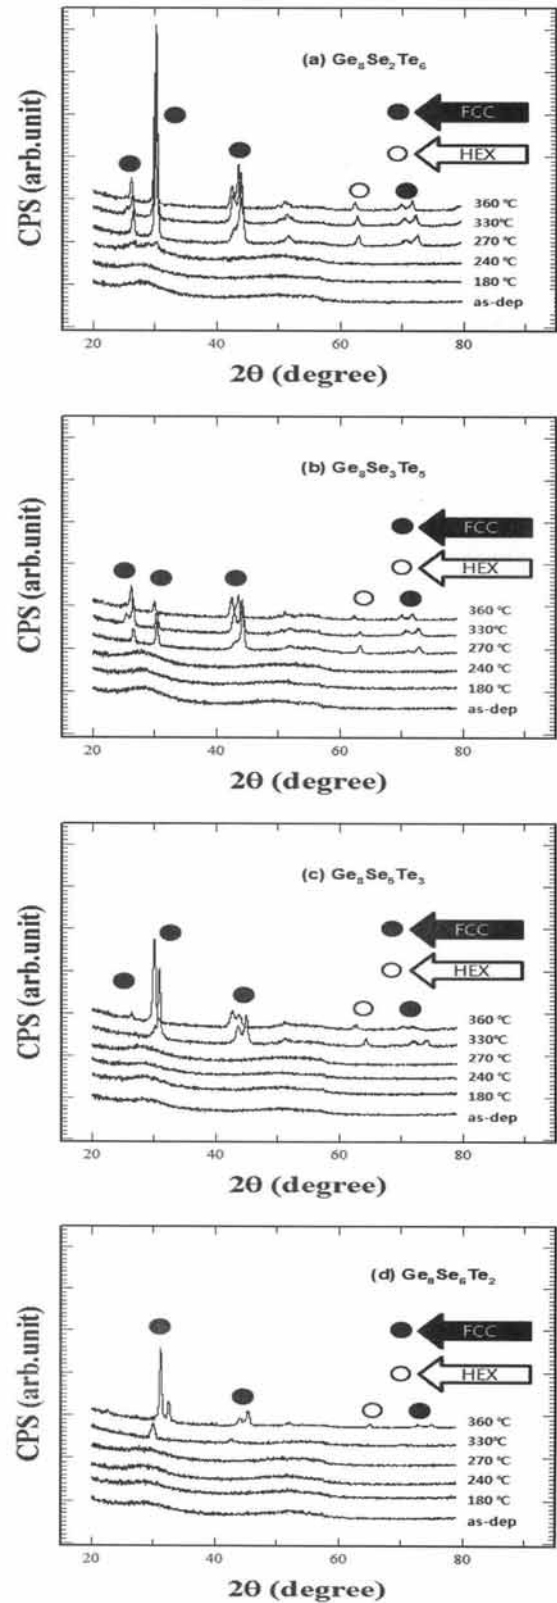 (a) Ge₈Se₂Te₆
FCC
HEX
360 ℃
330℃
270 ℃
240 ℃
180 ℃
as-dep
CPS (arb.unit)
20 40 60 80
2θ (degree)
(b) Ge₈Se₃Te₅
FCC
HEX
360 ℃
330℃
270 ℃
240 ℃
180 ℃
as-dep
CPS (arb.unit)
20 40 60 80
2θ (degree)
(c) Ge₈Se₅Te₃
FCC
HEX
360 ℃
330℃
270 ℃
240 ℃
180 ℃
as-dep
CPS (arb.unit)
20 40 60 80
2θ (degree)
(d) Ge₈Se₆Te₂
FCC
HEX
360 ℃
330℃
270 ℃
240 ℃
180 ℃
as-dep
CPS (arb.unit)
20 40 60 80
2θ (degree)